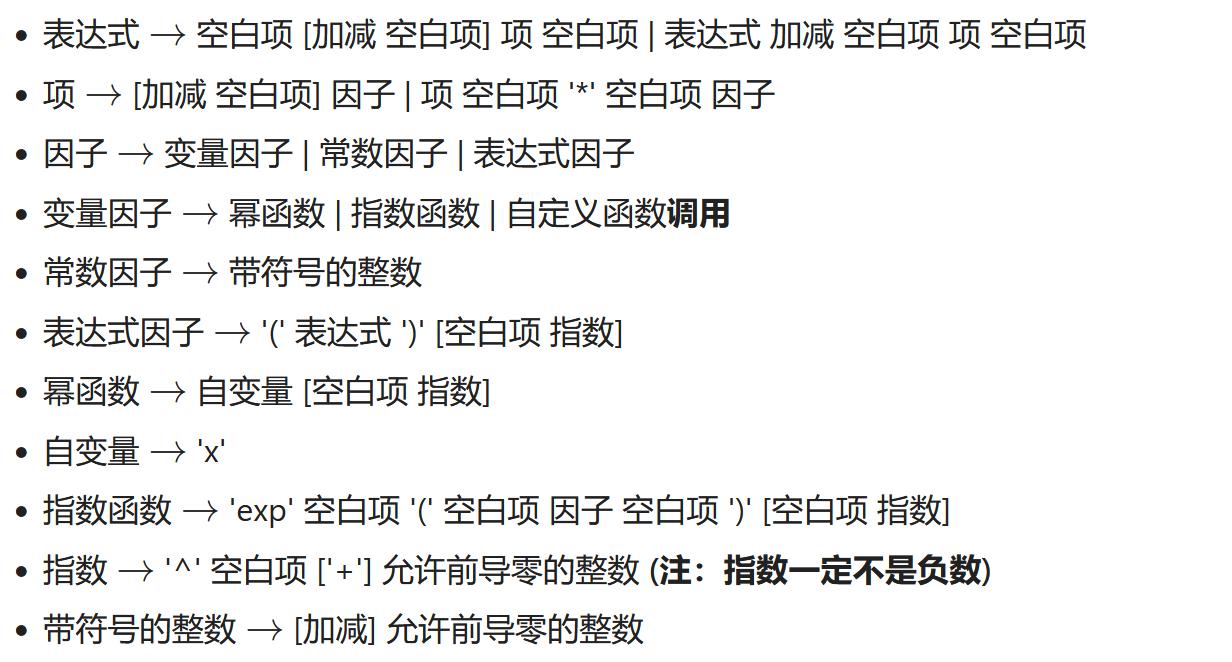 • 表达式 → 空白项 [加减 空白项] 项 空白项 | 表达式 加减 空白项 项 空白项
• 项 → [加减 空白项] 因子 | 项 空白项 '*' 空白项 因子
• 因子 → 变量因子 | 常数因子 | 表达式因子
• 变量因子 → 幂函数 | 指数函数 | 自定义函数调用
• 常数因子 → 带符号的整数
• 表达式因子 → '(' 表达式 ')' [空白项 指数]
• 幂函数 → 自变量 [空白项 指数]
• 自变量 → 'x'
• 指数函数 → 'exp' 空白项 '(' 空白项 因子 空白项 ')' [空白项 指数]
• 指数 → '^' 空白项 ['+'] 允许前导零的整数 (注：指数一定不是负数)
• 带符号的整数 → [加减] 允许前导零的整数